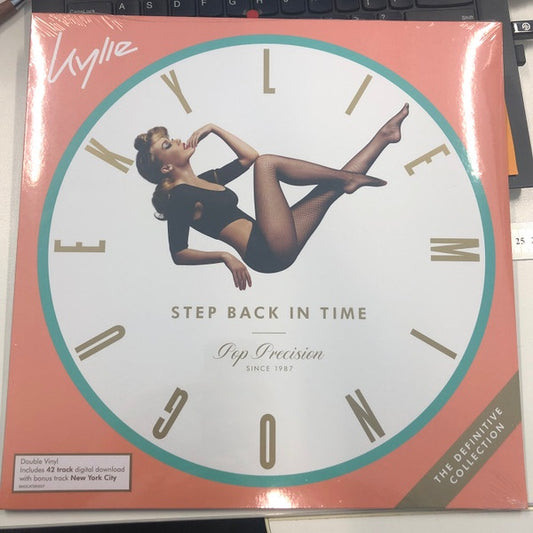 Kylie
KYLIE MINOGUE
STEP BACK IN TIME
Pop Precision
SINCE 1987
THE DEFINITIVE
COLLECTION
Double Vinyl
Includes 42 track digital download
with bonus track New York City